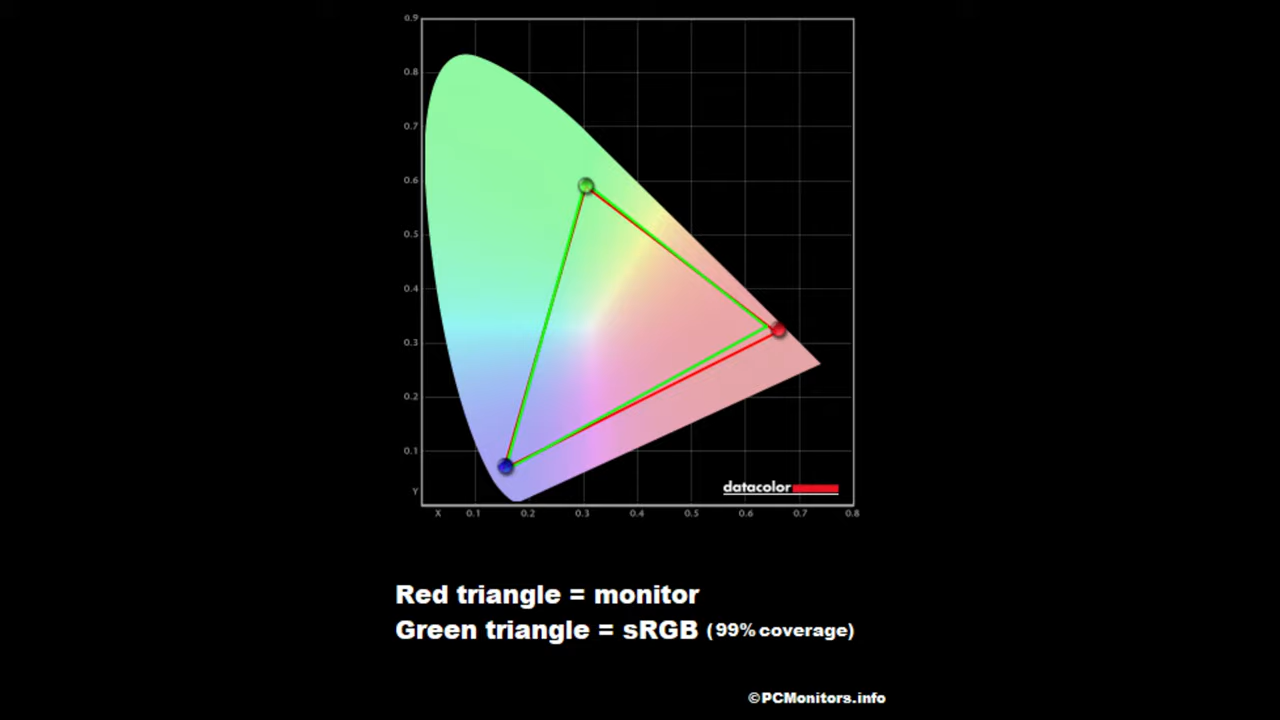 0.9
0.8
0.7
0.6
0.5
0.4
0.3
0.2
0.1
Y
datacolor
X 0.1 0.2 0.3 0.4 0.5 0.6 0.7 0.8
Red triangle = monitor
Green triangle = sRGB (99% coverage)
©PCMonitors.info